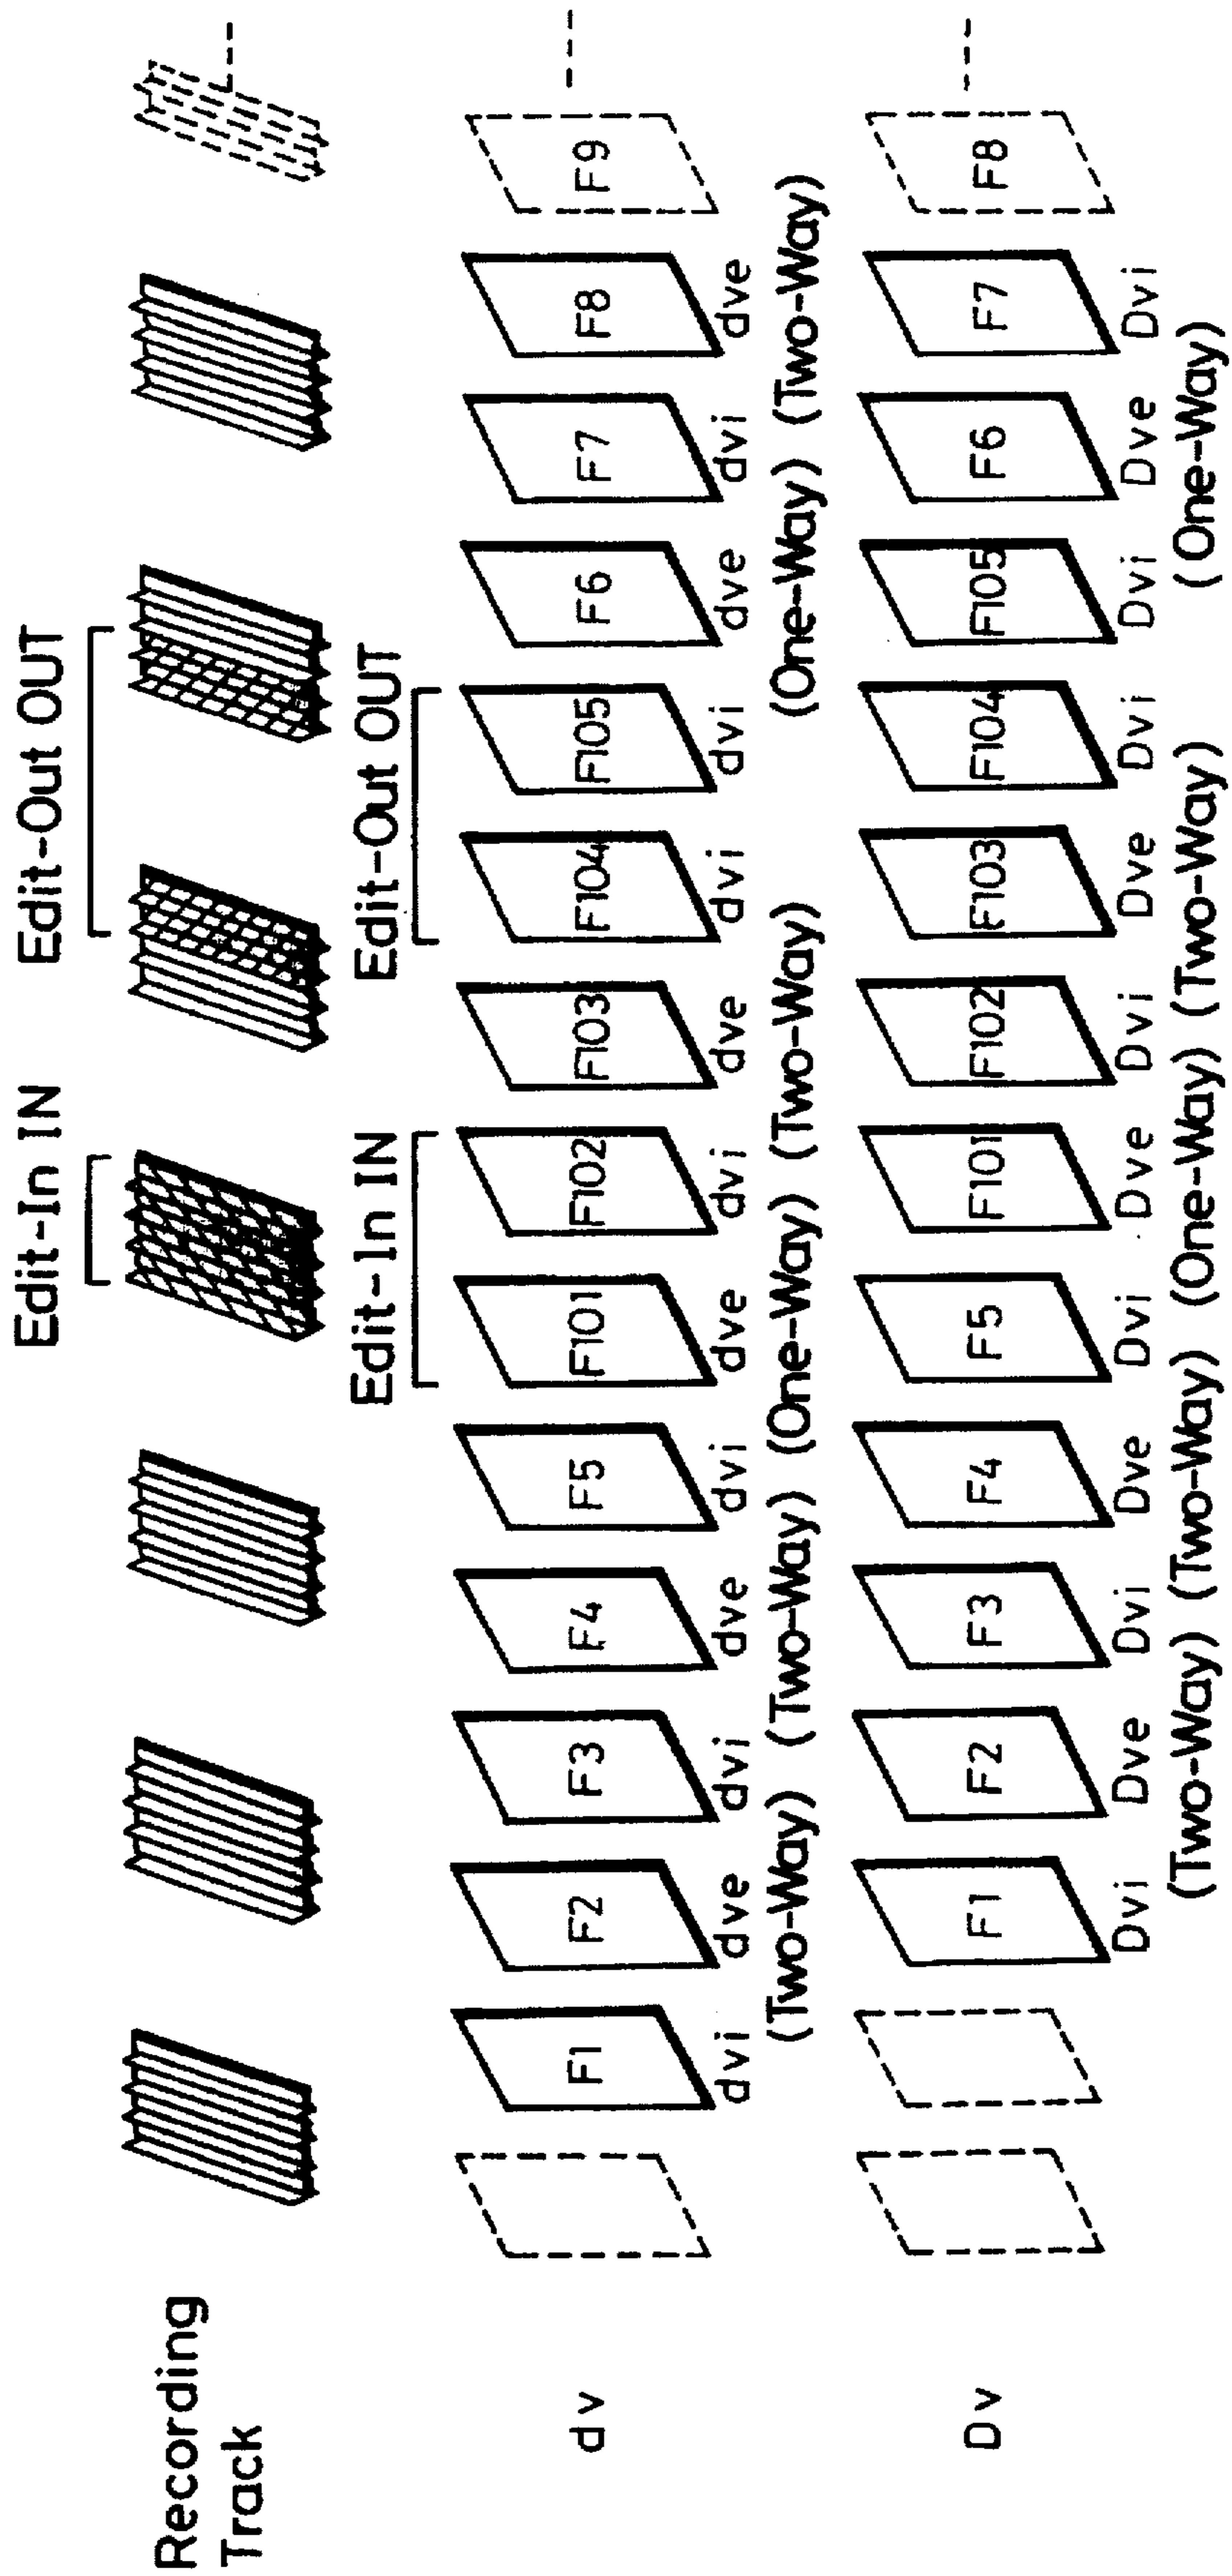 Edit-In IN Edit-Out OUT
Recording
Track
Edit-In IN Edit-Out OUT
dv F1 F2 F3 F4 F5 F101 F102 F103 F104 F105 F6 F7 F8 F9
dvi dve dvi dve dvi dve dvi dve dvi dvi dve dvi dve
(Two-Way) (Two-Way) (One-Way) (Two-Way) (One-Way) (Two-Way)
Dv F1 F2 F3 F4 F5 F101 F102 F103 F104 F105 F6 F7 F8
Dvi Dve Dvi Dve Dvi Dve Dvi Dve Dvi Dvi Dve Dvi
(Two-Way) (Two-Way) (One-Way) (Two-Way) (One-Way)